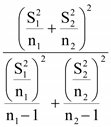 (S₁²/n₁ + S₂²/n₂)²
(S₁²/n₁)²/(n₁−1) + (S₂²/n₂)²/(n₂−1)